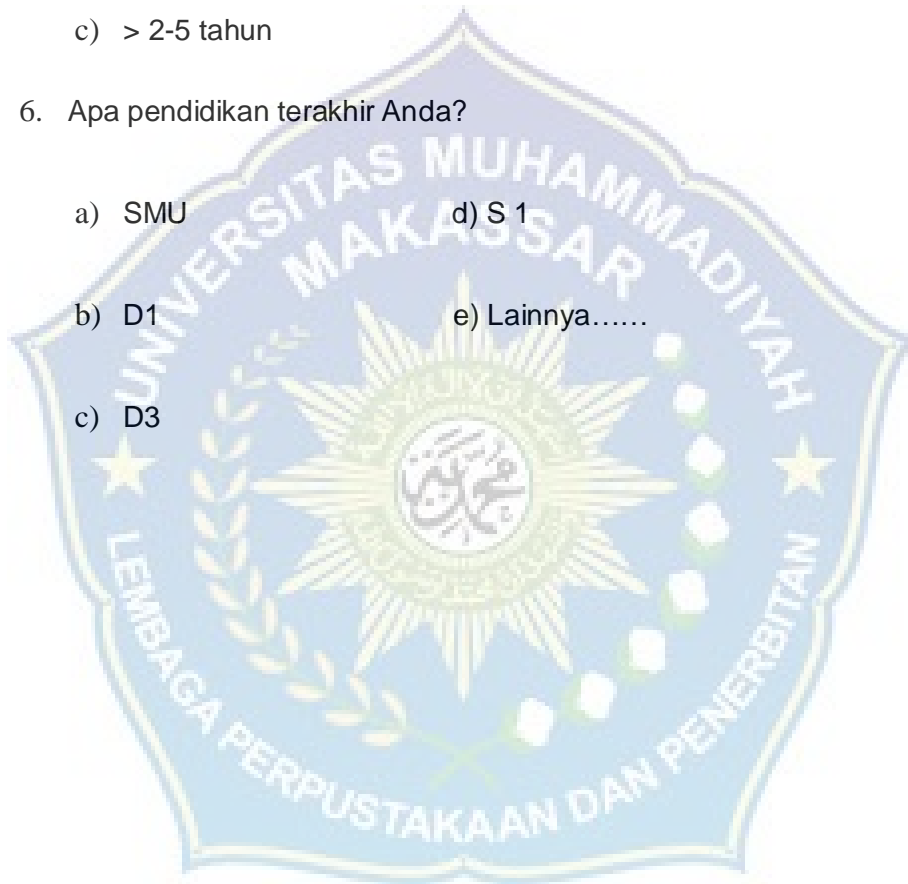 c) > 2-5 tahun
6. Apa pendidikan terakhir Anda?
a) SMU d) S 1
b) D1 e) Lainnya......
c) D3
UNIVERSITAS MUHAMMADIYAH
MAKASSAR
LEMBAGA PERPUSTAKAAN DAN PENERBITAN